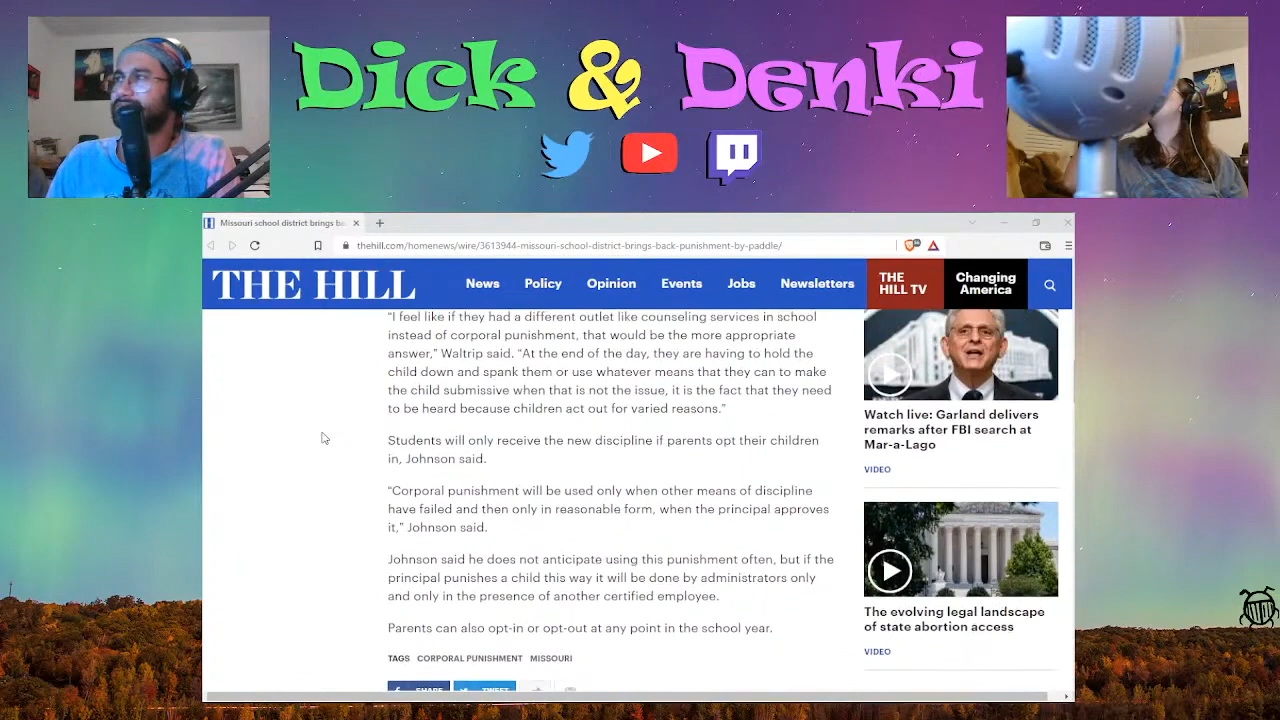 Dick & Denki
Missouri school district brings ba
thehill.com/homenews/wire/3613944-missouri-school-district-brings-back-punishment-by-paddle/
THE HILL
News
Policy
Opinion
Events
Jobs
Newsletters
THE
HILL TV
Changing
America
"I feel like if they had a different outlet like counseling services in school
instead of corporal punishment, that would be the more appropriate
answer," Waltrip said. "At the end of the day, they are having to hold the
child down and spank them or use whatever means that they can to make
the child submissive when that is not the issue, it is the fact that they need
to be heard because children act out for varied reasons."
Students will only receive the new discipline if parents opt their children
in, Johnson said.
"Corporal punishment will be used only when other means of discipline
have failed and then only in reasonable form, when the principal approves
it," Johnson said.
Johnson said he does not anticipate using this punishment often, but if the
principal punishes a child this way it will be done by administrators only
and only in the presence of another certified employee.
Parents can also opt-in or opt-out at any point in the school year.
TAGS CORPORAL PUNISHMENT MISSOURI
SHARE
TWEET
Watch live: Garland delivers
remarks after FBI search at
Mar-a-Lago
VIDEO
The evolving legal landscape
of state abortion access
VIDEO